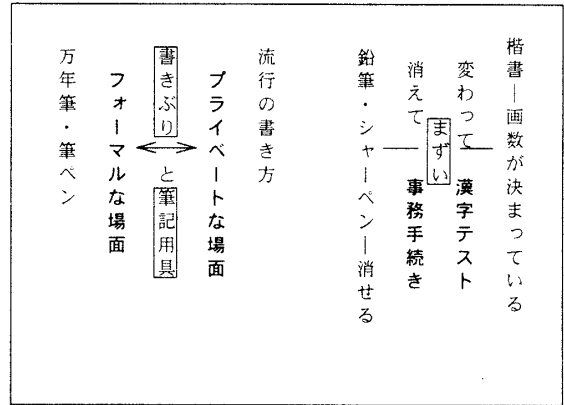 楷書―画数が決まっている
変わって 漢字テスト
まずい
消えて 事務手続き
鉛筆・シャーペン―消せる
流行の書き方
プライベートな場面
書きぶりと筆記用具
フォーマルな場面
万年筆・筆ペン